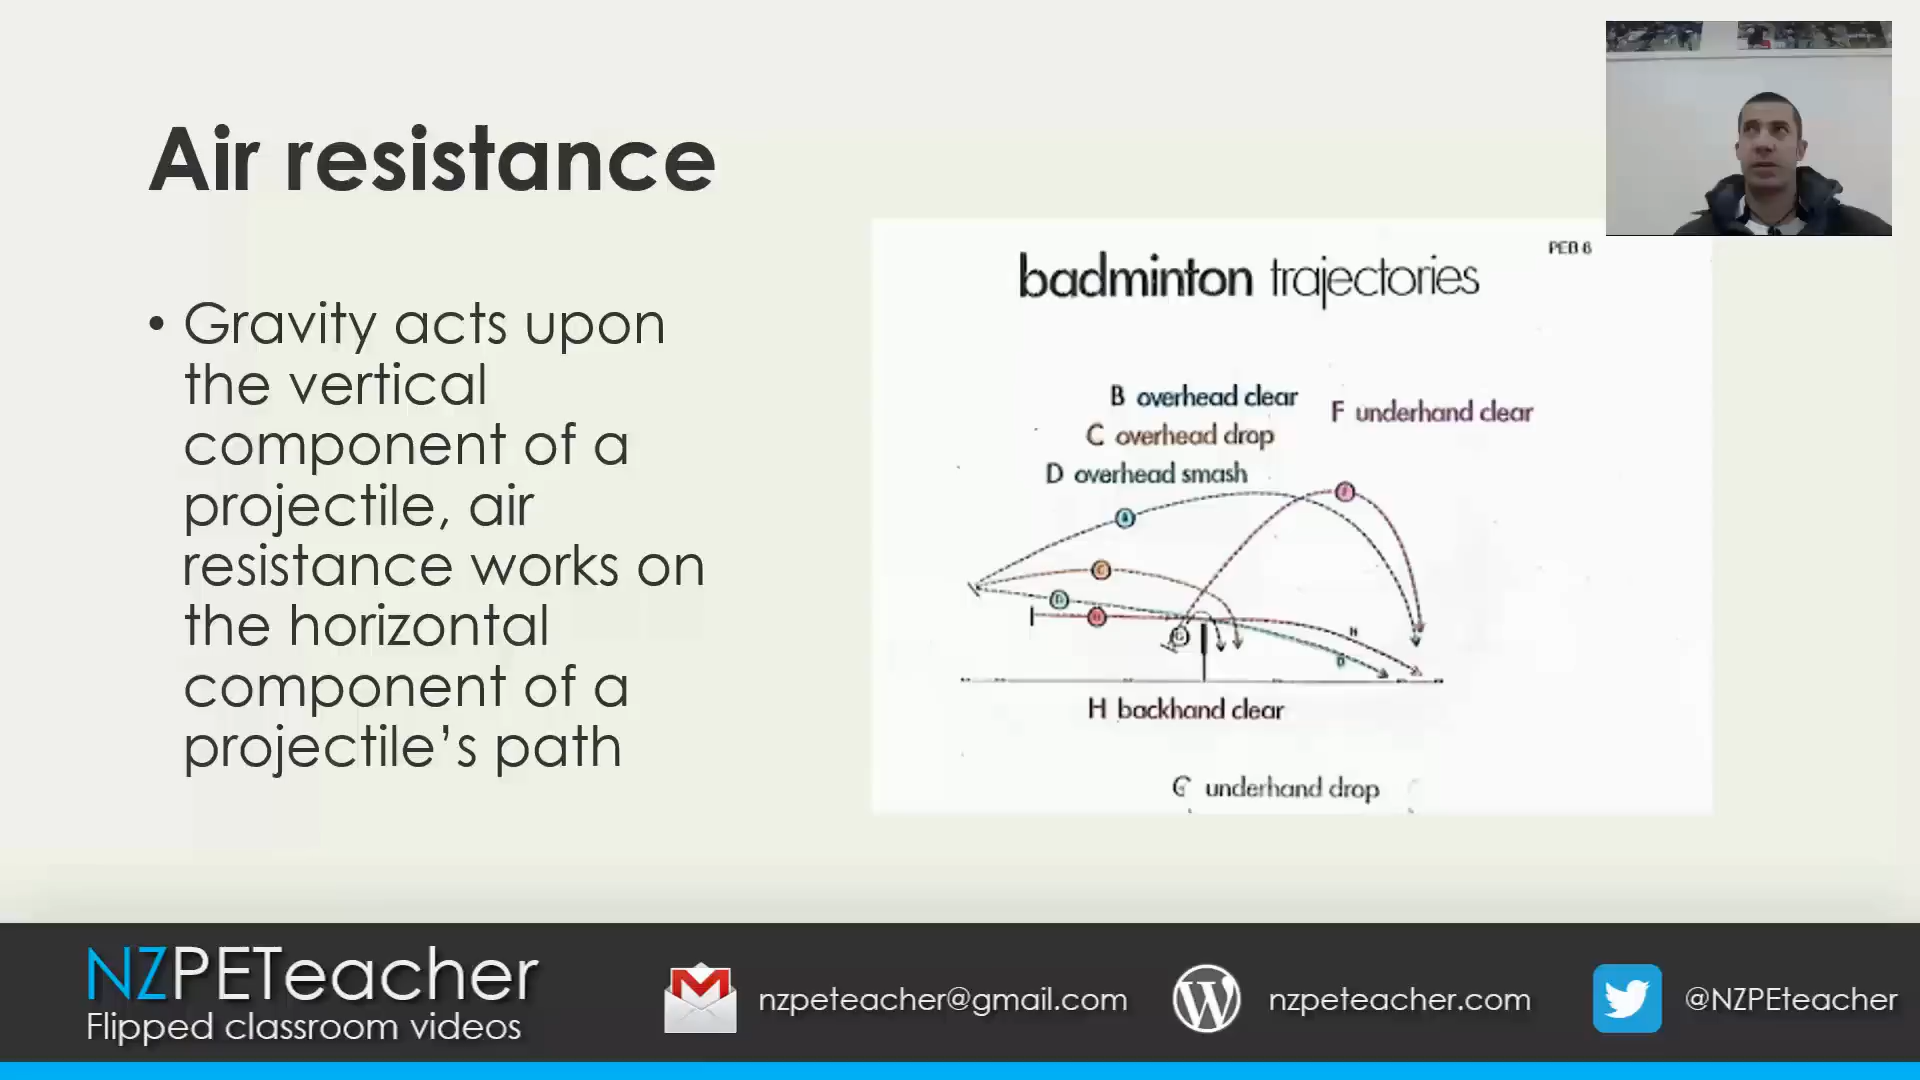 Air resistance
• Gravity acts upon
the vertical
component of a
projectile, air
resistance works on
the horizontal
component of a
projectile's path
PEB 6
badminton trajectories
B overhead clear
F underhand clear
C overhead drop
D overhead smash
F
C
D
G
H
D
H backhand clear
G underhand drop
NZPETeacher
Flipped classroom videos
nzpeteacher@gmail.com
nzpeteacher.com
@NZPEteacher